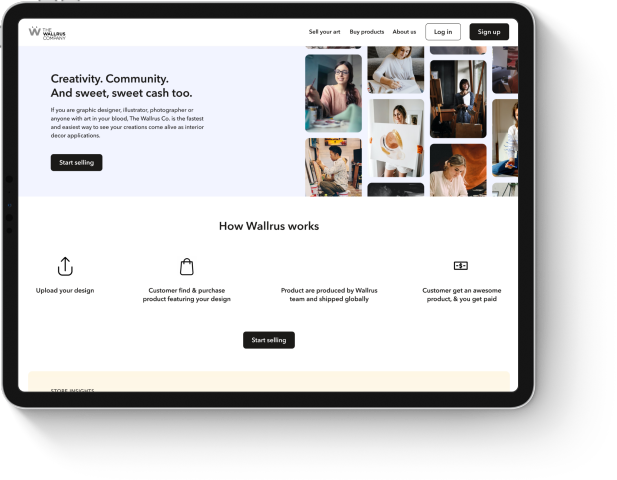 THE
WALLRUS
COMPANY
Sell your art
Buy products
About us
Log in
Sign up
Creativity. Community.
And sweet, sweet cash too.
If you are graphic designer, illustrator, photographer or
anyone with art in your blood, The Wallrus Co. is the fastest
and easiest way to see your creations come alive as interior
decor applications.
Start selling
How Wallrus works
Upload your design
Customer find & purchase
product featuring your design
Product are produced by Wallrus
team and shipped globally
Customer get an awesome
product, & you get paid
Start selling
STORE INSIGHTS